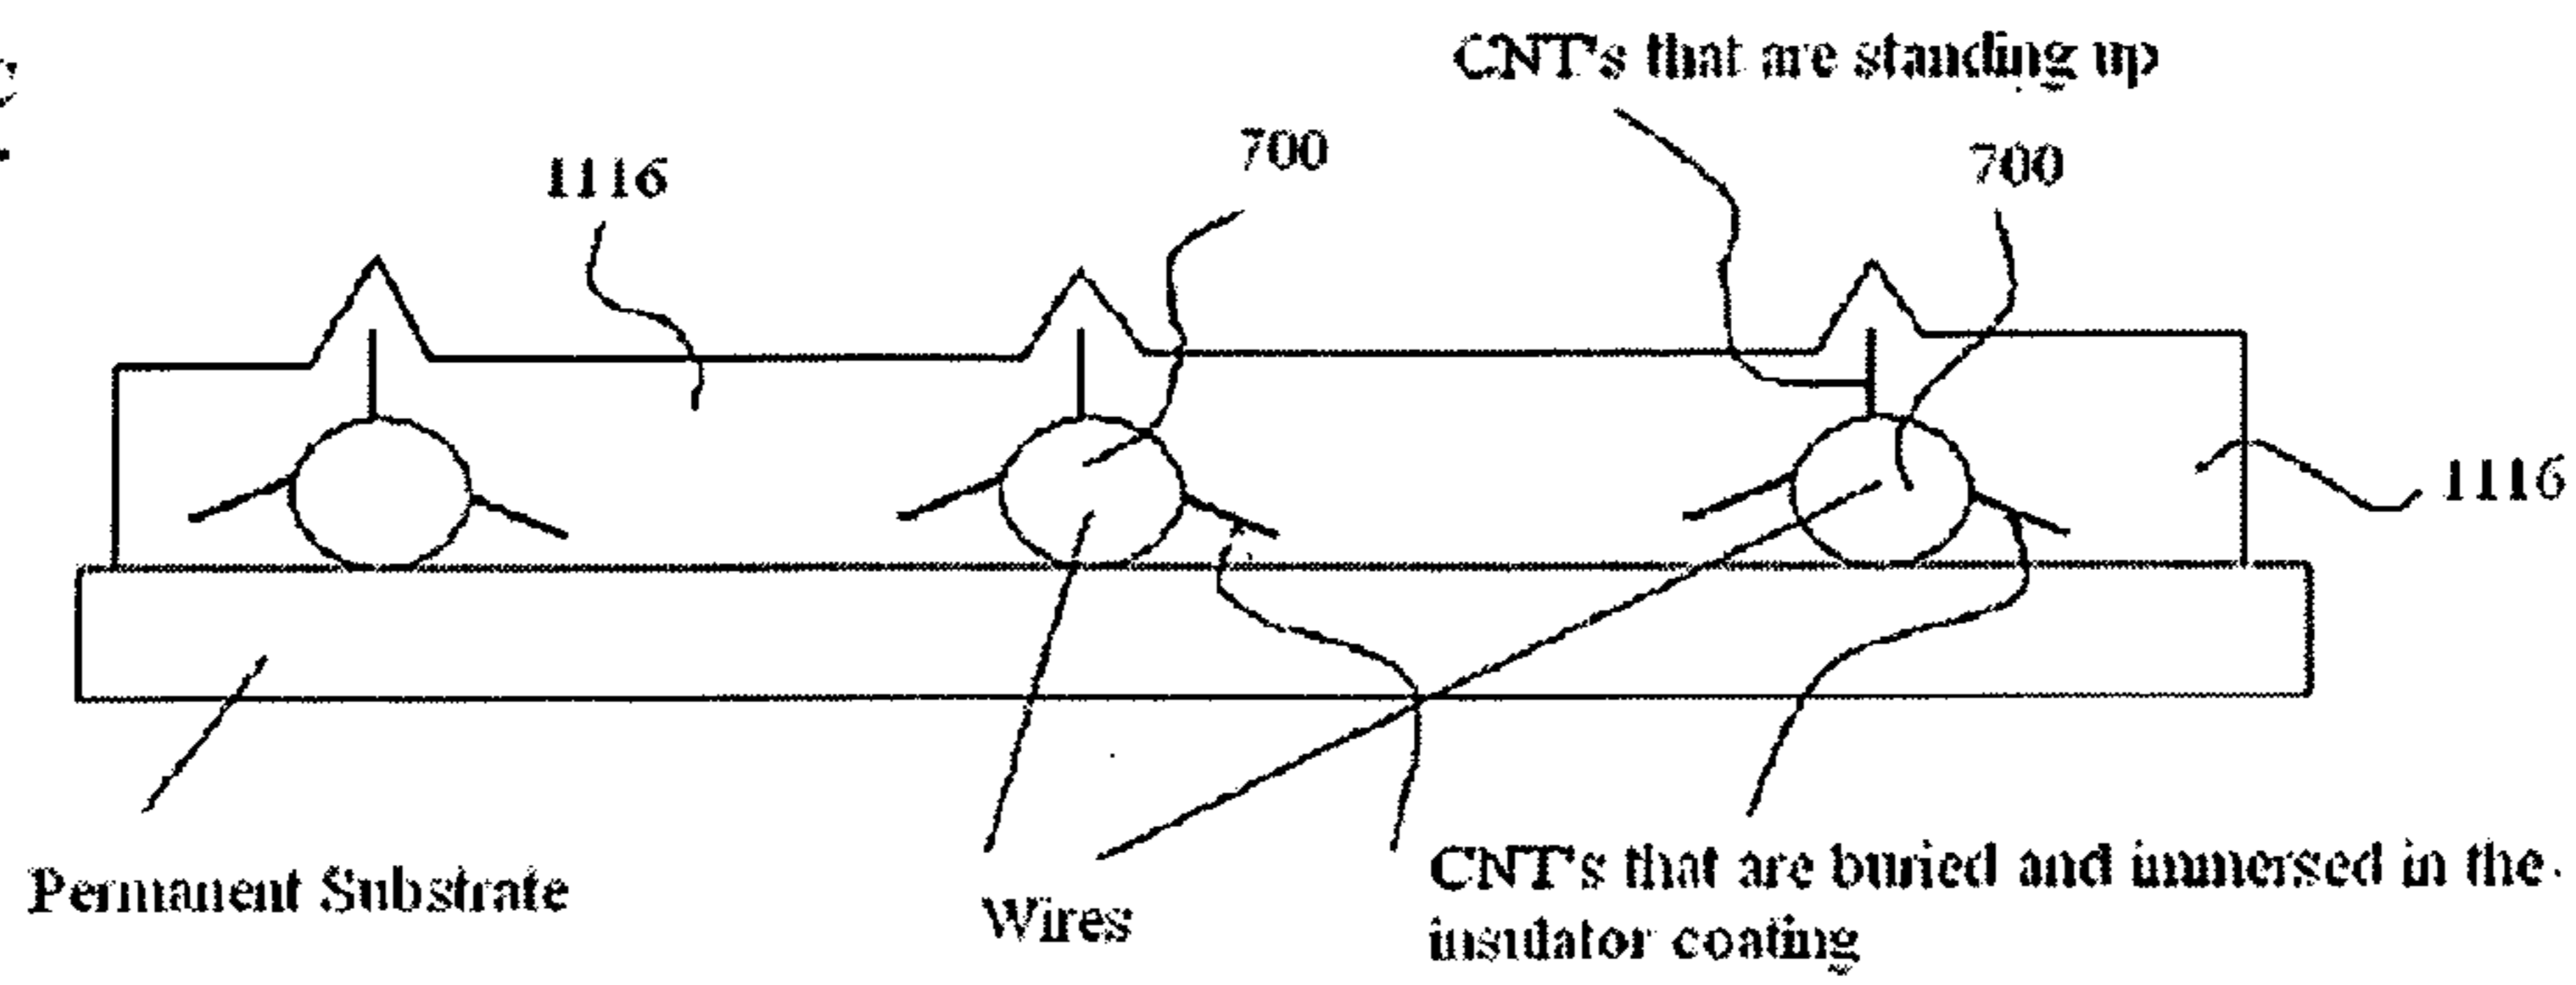 CNT's that are standing up
700
700
1116
1116
Permanent Substrate
Wires
CNT's that are buried and immersed in the
insulator coating